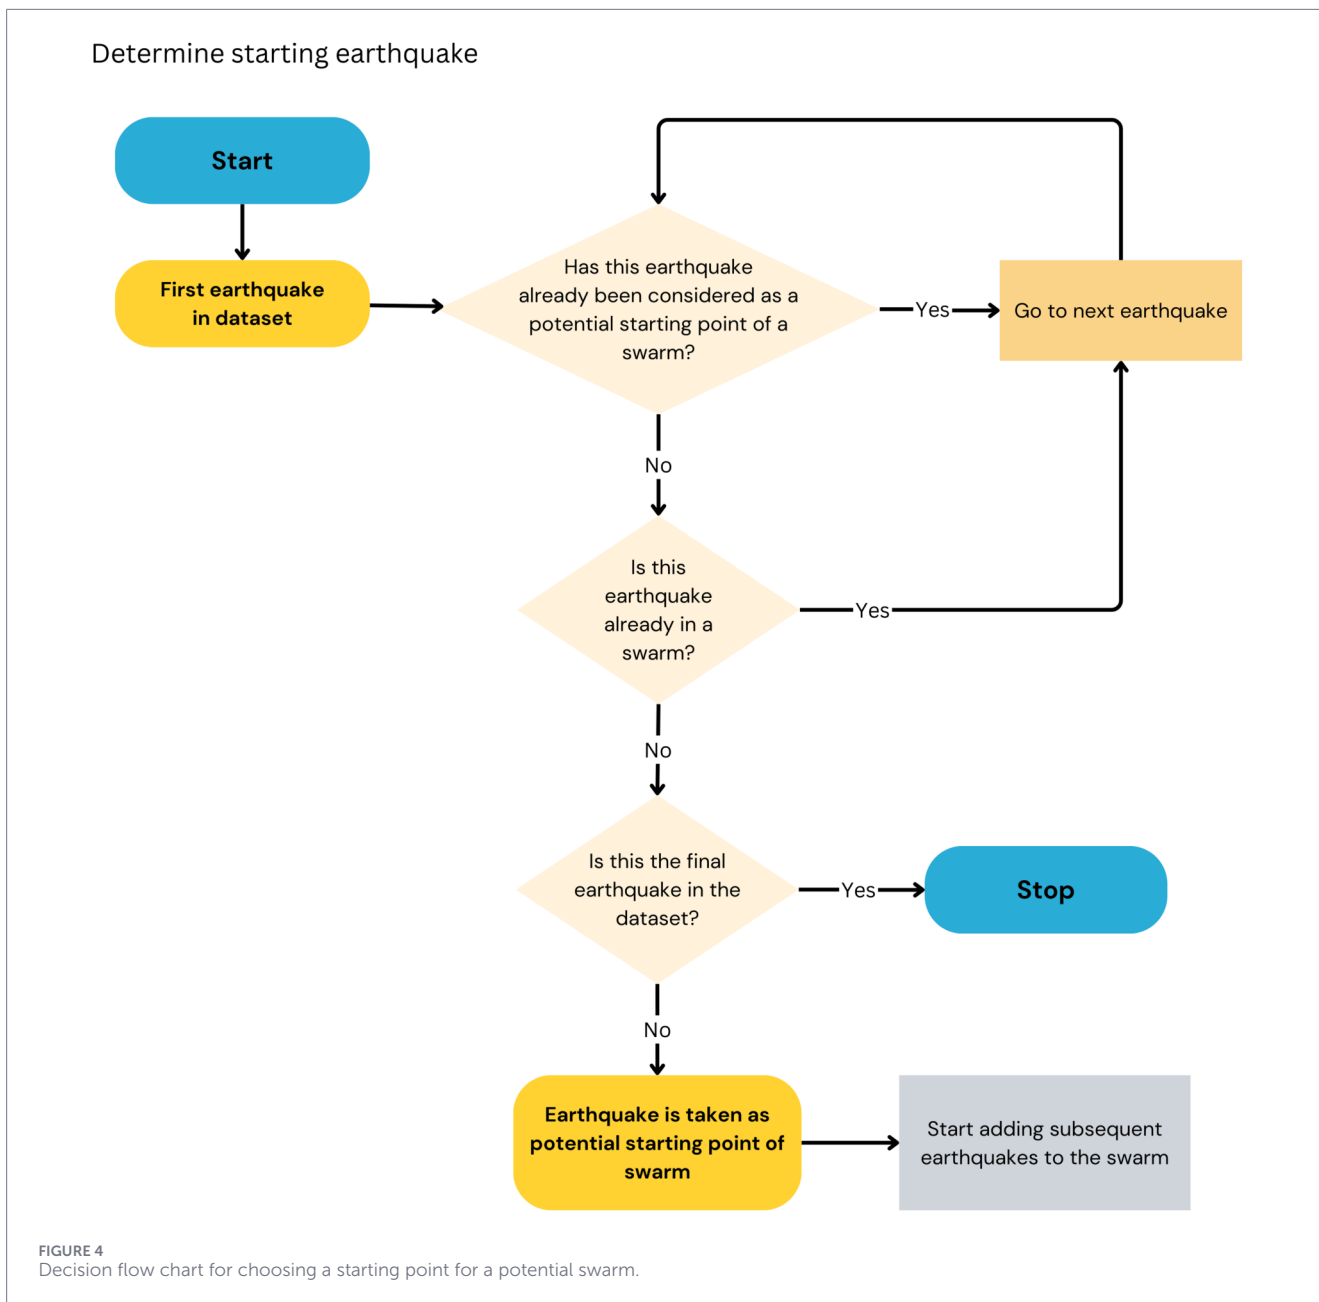 Determine starting earthquake
Start
First earthquake
in dataset
Has this earthquake
already been considered as a
potential starting point of a
swarm?
Yes
Go to next earthquake
No
Is this
earthquake
already in a
swarm?
Yes
No
Is this the final
earthquake in the
dataset?
Yes
Stop
No
Earthquake is taken as
potential starting point of
swarm
Start adding subsequent
earthquakes to the swarm
FIGURE 4
Decision flow chart for choosing a starting point for a potential swarm.